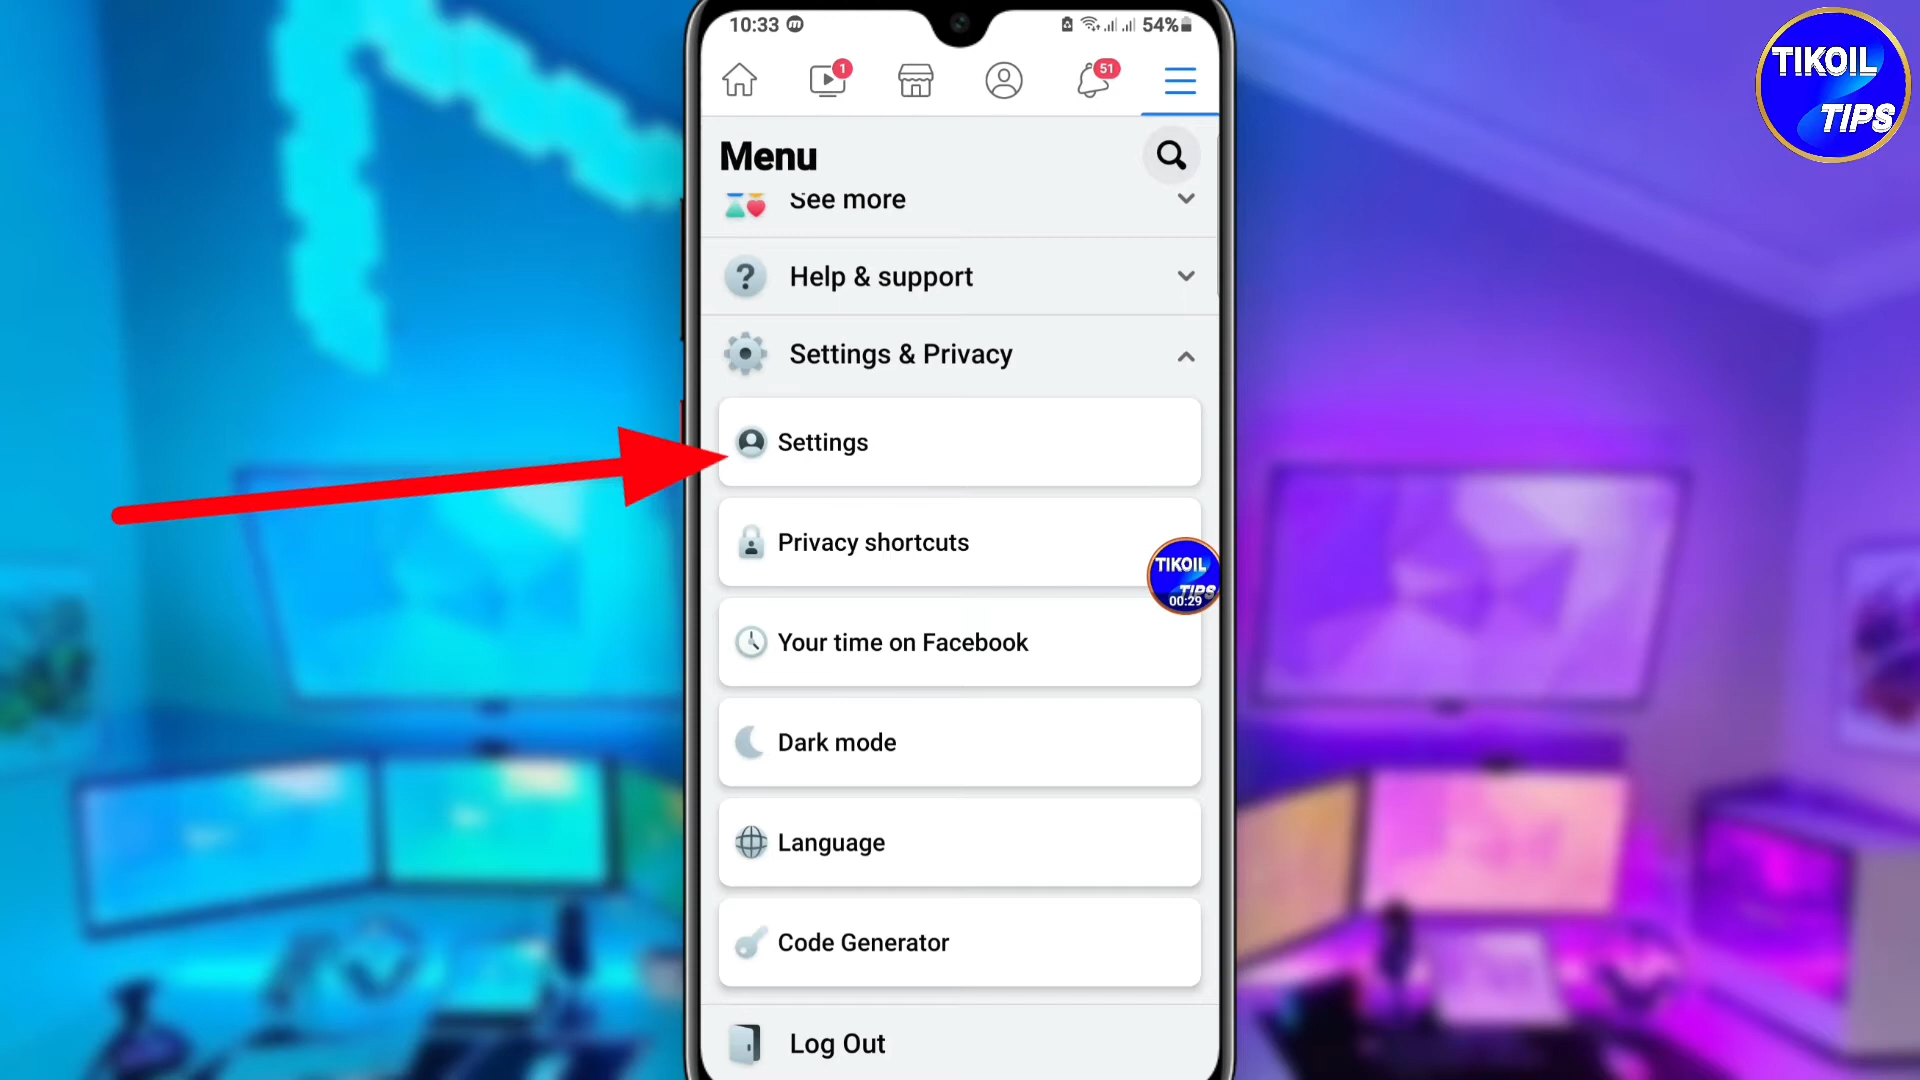 10:33 m 54%
TIKOIL
TIPS
1
51
Menu
See more
? Help & support
Settings & Privacy
Settings
Privacy shortcuts
TIKOIL
TIPS
00:29
Your time on Facebook
Dark mode
Language
Code Generator
Log Out